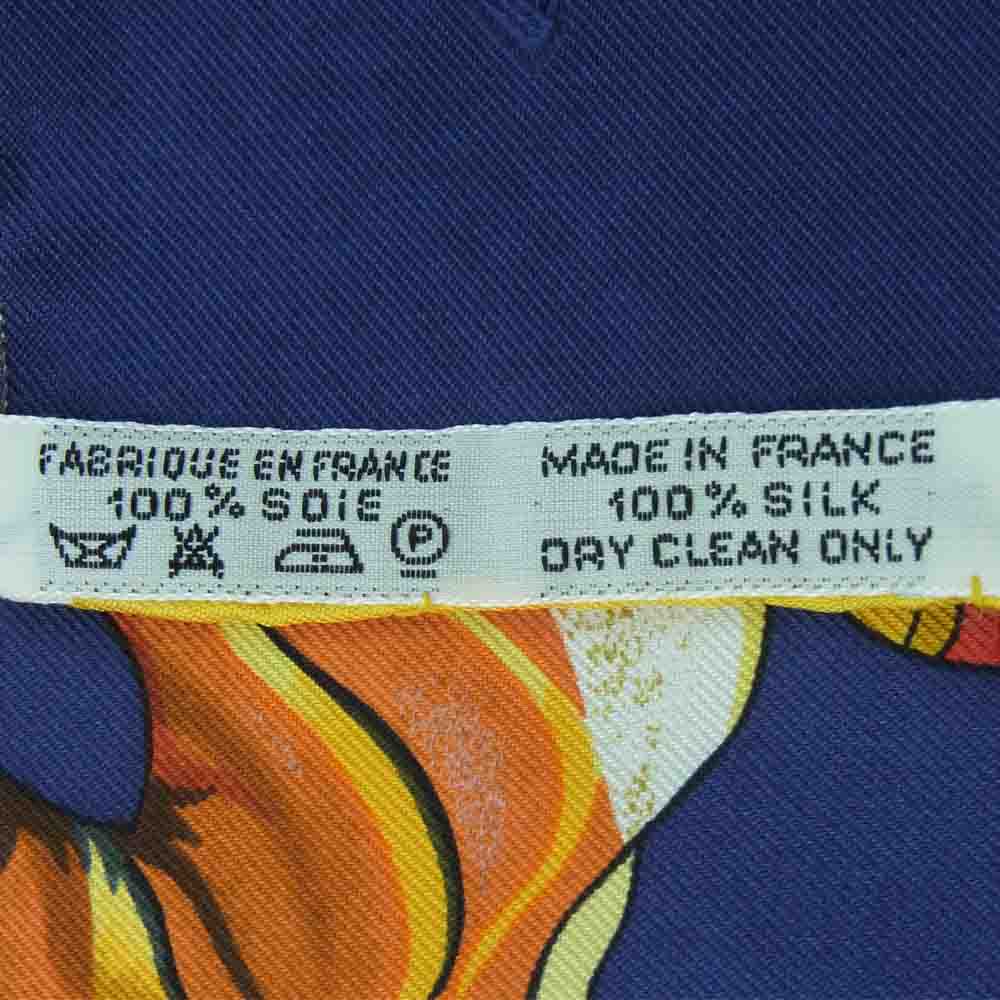 FABRIQUE EN FRANCE
100% SOIE
P
MADE IN FRANCE
100% SILK
DRY CLEAN ONLY